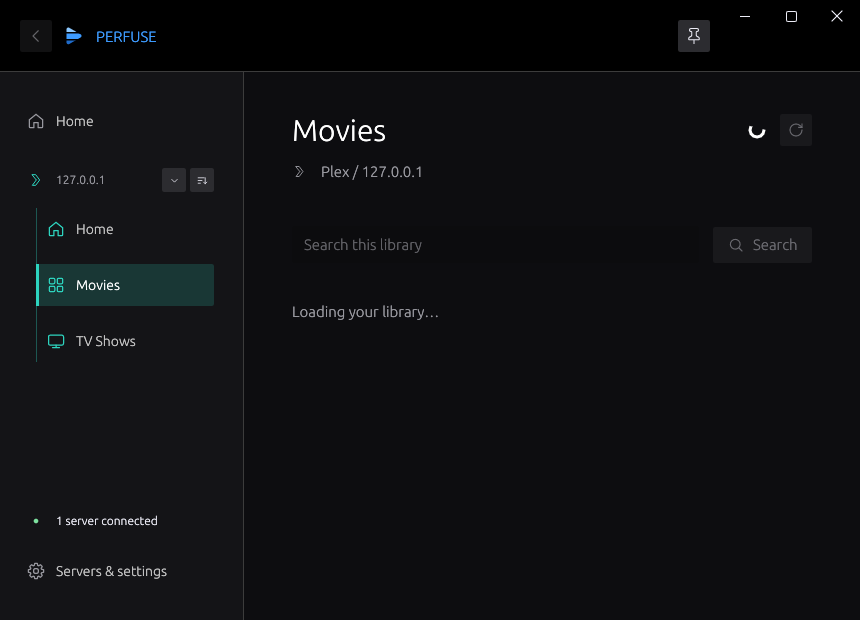 PERFUSE
Home
127.0.0.1
Home
Movies
TV Shows
1 server connected
Servers & settings
Movies
Plex / 127.0.0.1
Search this library
Search
Loading your library…